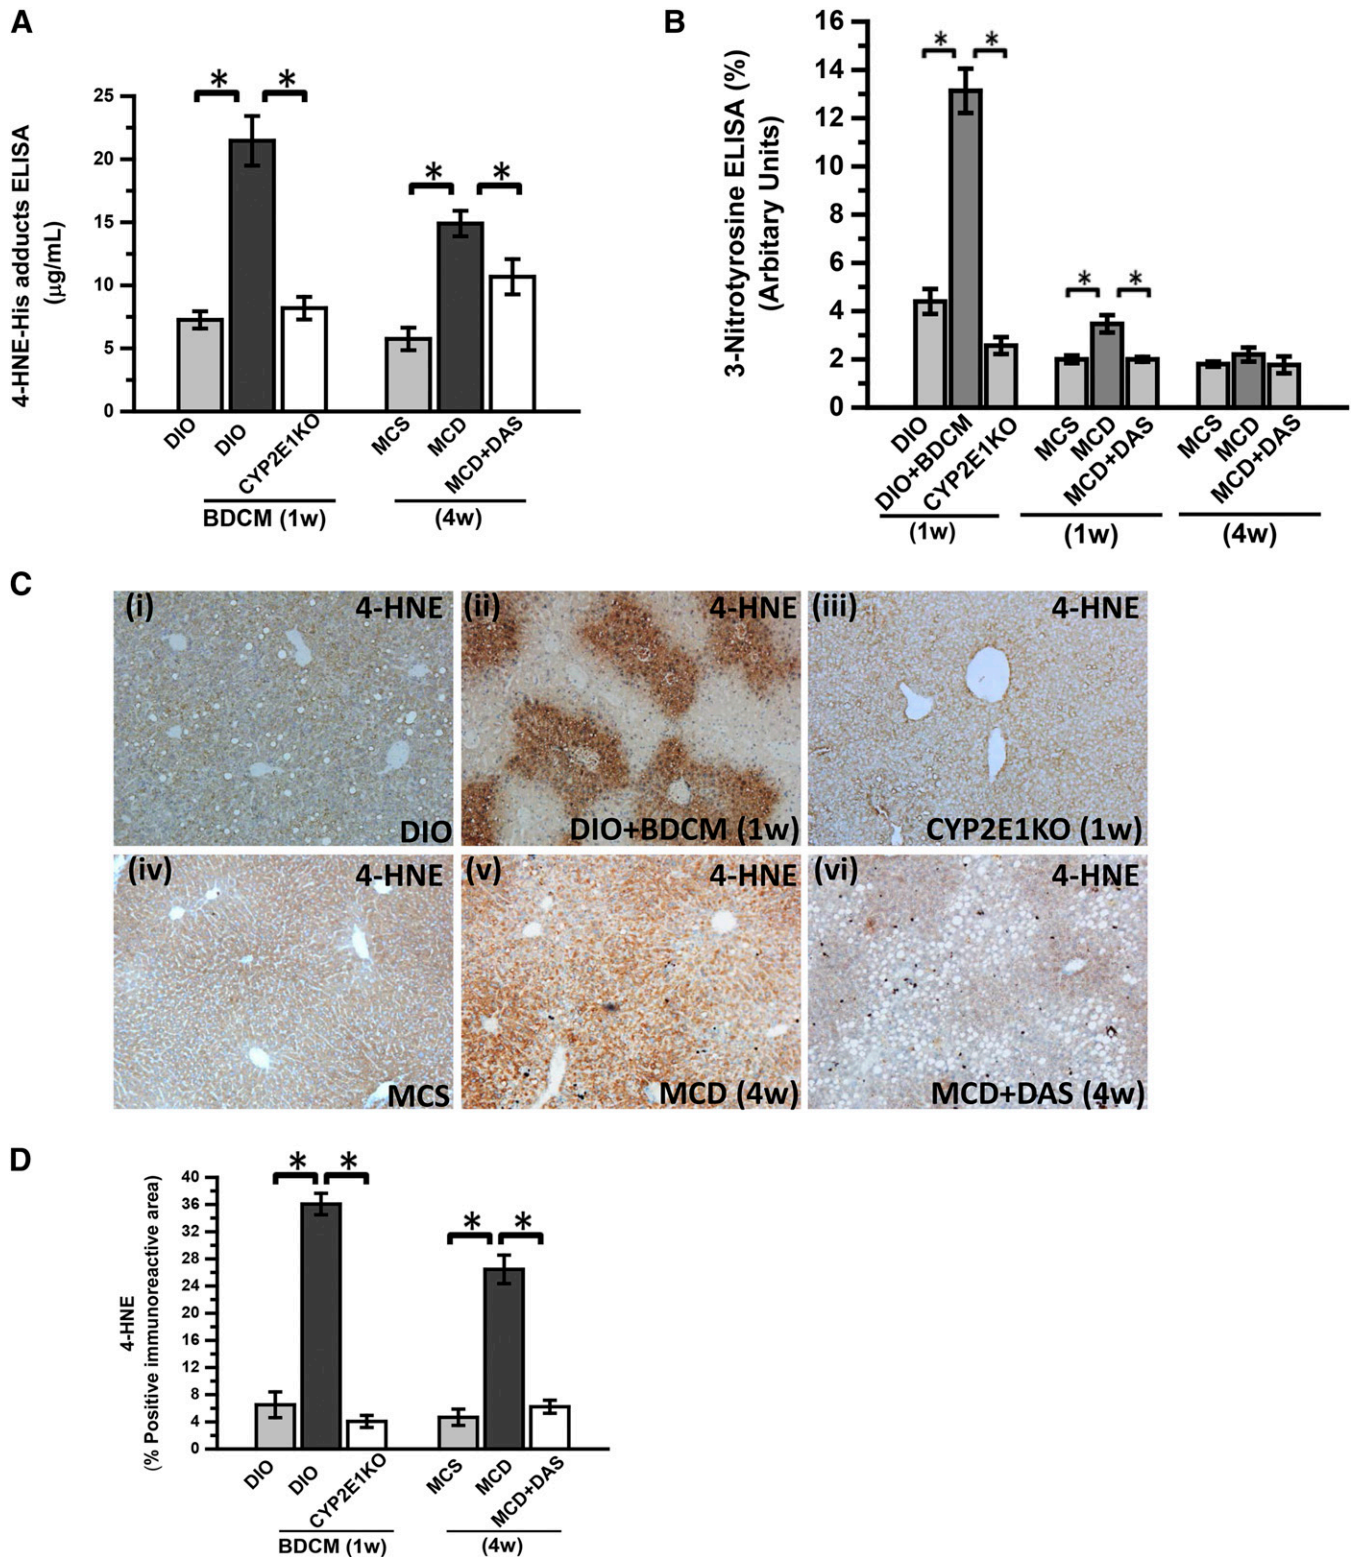 A
4-HNE-His adducts ELISA
(μg/mL)
25
20
15
10
5
0
* * * *
DIO DIO CYP2E1KO MCS MCD MCD+DAS
BDCM (1w) (4w)
B
3-Nitrotyrosine ELISA (%)
(Arbitary Units)
16
14
12
10
8
6
4
2
0
* * * *
DIO DIO+BDCM CYP2E1KO MCS MCD MCD+DAS MCS MCD MCD+DAS
(1w) (1w) (4w)
C
(i) 4-HNE
DIO
(ii) 4-HNE
DIO+BDCM (1w)
(iii) 4-HNE
CYP2E1KO (1w)
(iv) 4-HNE
MCS
(v) 4-HNE
MCD (4w)
(vi) 4-HNE
MCD+DAS (4w)
D
4-HNE
(% Positive immunoreactive area)
40
36
32
28
24
20
16
12
8
4
0
* * * *
DIO DIO CYP2E1KO MCS MCD MCD+DAS
BDCM (1w) (4w)